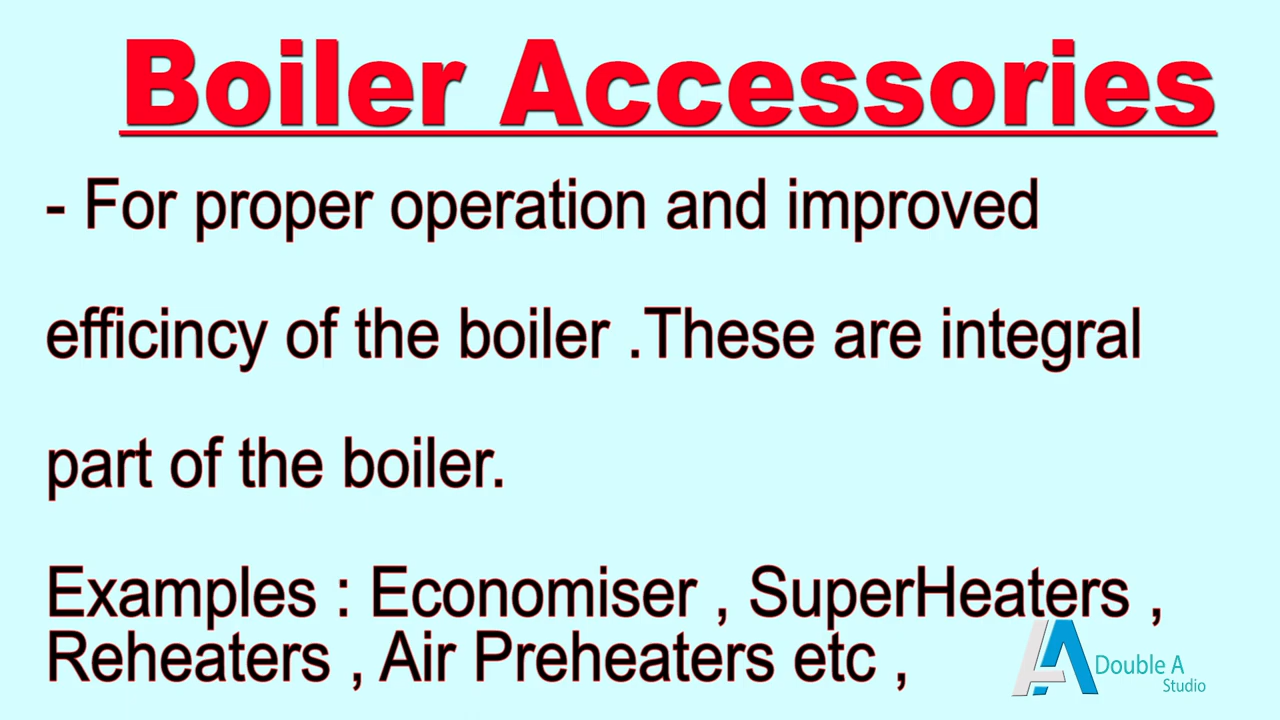 Boiler Accessories
- For proper operation and improved
efficincy of the boiler .These are integral
part of the boiler.
Examples : Economiser , SuperHeaters ,
Reheaters , Air Preheaters etc ,
AA Double A
Studio